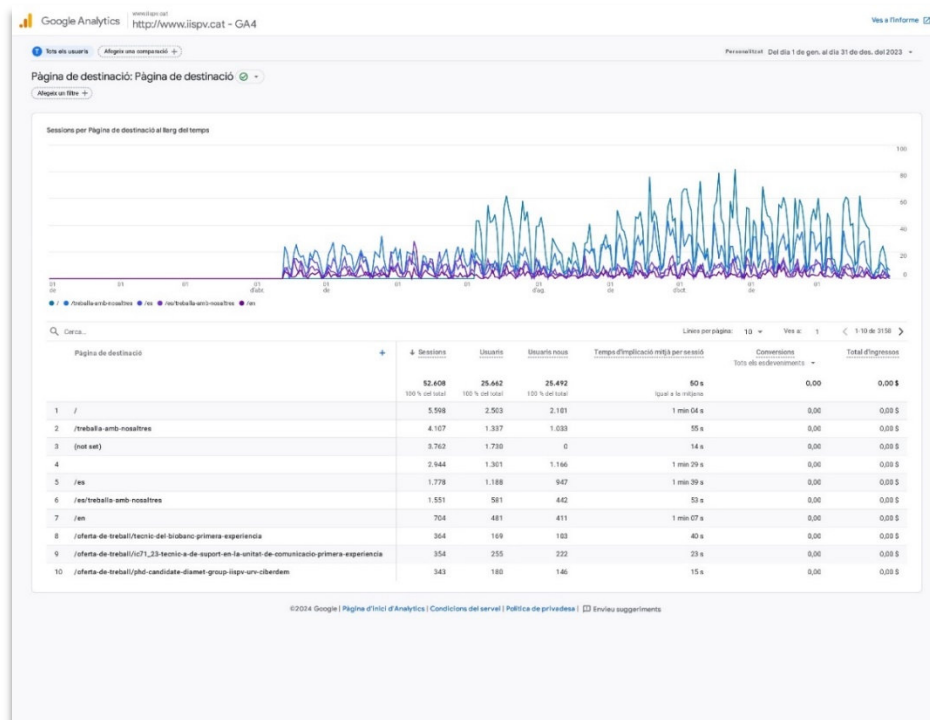 www.iispv.cat
Google Analytics http://www.iispv.cat - GA4 Ves a l'informe
T Tots els usuaris Afegeix una comparació + Personalitzat Del dia 1 de gen. al dia 31 de des. del 2023
Pàgina de destinació: Pàgina de destinació
Afegeix un filtre +
Sessions per Pàgina de destinació al llarg del temps
100
80
60
40
20
0
01 01 01 01 01 01 01 01 01 01 01 01
de d'abr. de d'ag. de d'oct. de
/ /treballa-amb-nosaltres /es /es/treballa-amb-nosaltres /en
Cerca... Línies per pàgina: 10 Ves a: 1 < 1-10 de 3158 >
Pàgina de destinació + ↓ Sessions Usuaris Usuaris nous Temps d'implicació mitjà per sessió Conversions Total d'ingressos
Tots els esdeveniments
52.608 25.662 25.492 50 s 0,00 0,00 $
100 % del total 100 % del total 100 % del total Igual a la mitjana
1 / 5.598 2.503 2.101 1 min 04 s 0,00 0,00 $
2 /treballa-amb-nosaltres 4.107 1.337 1.033 55 s 0,00 0,00 $
3 (not set) 3.762 1.730 0 14 s 0,00 0,00 $
4 2.944 1.301 1.166 1 min 29 s 0,00 0,00 $
5 /es 1.778 1.188 947 1 min 39 s 0,00 0,00 $
6 /es/treballa-amb-nosaltres 1.551 581 442 53 s 0,00 0,00 $
7 /en 704 481 411 1 min 07 s 0,00 0,00 $
8 /oferta-de-treball/tecnic-del-biobanc-primera-experiencia 364 169 103 40 s 0,00 0,00 $
9 /oferta-de-treball/ic71_23-tecnic-a-de-suport-en-la-unitat-de-comunicacio-primera-experiencia 354 255 222 23 s 0,00 0,00 $
10 /oferta-de-treball/phd-candidate-diamet-group-iispv-urv-ciberdem 343 180 146 15 s 0,00 0,00 $
©2024 Google | Pàgina d'inici d'Analytics | Condicions del servei | Política de privadesa | Envieu suggeriments